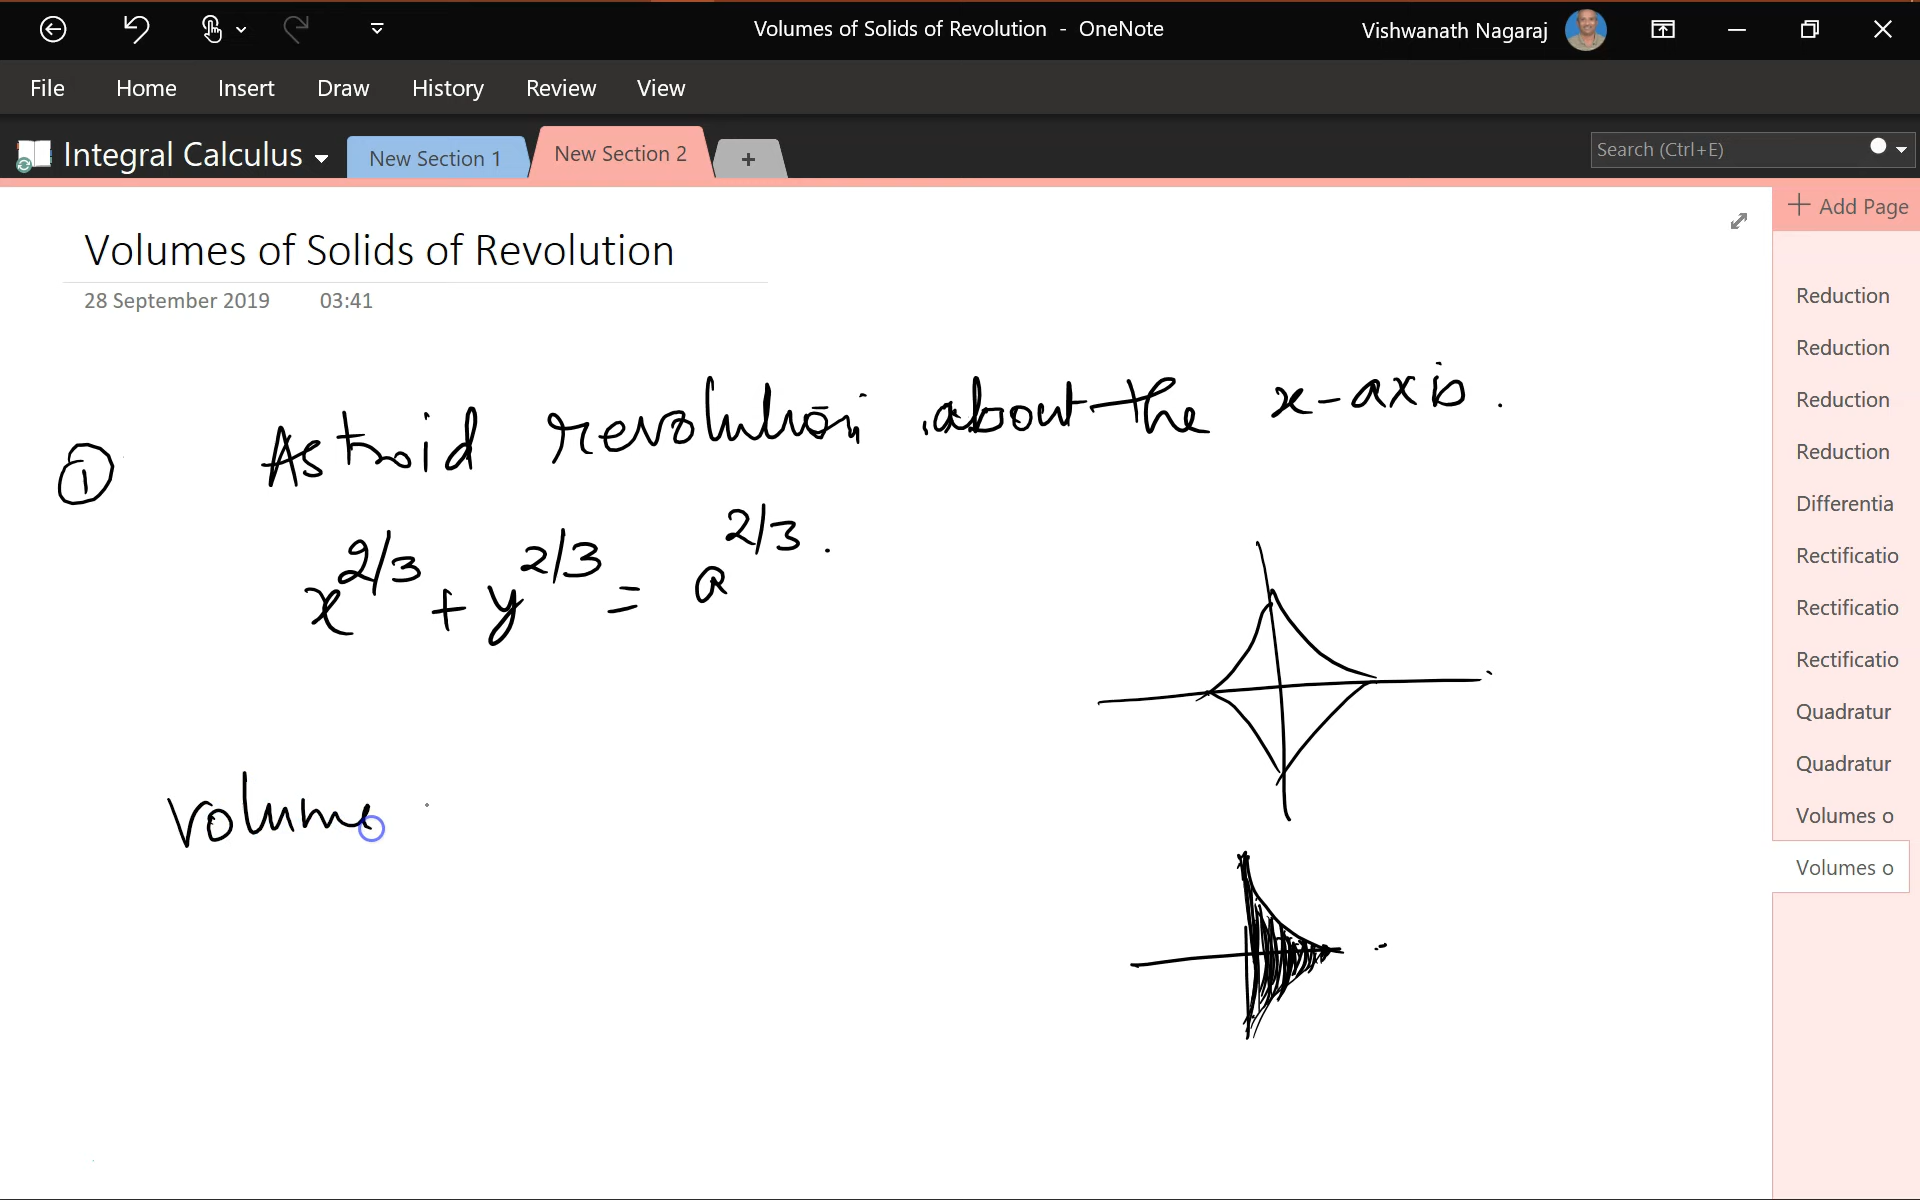 Volumes of Solids of Revolution - OneNote
Vishwanath Nagaraj
File Home Insert Draw History Review View
Integral Calculus New Section 1 New Section 2 +
Search (Ctrl+E)
+ Add Page
Volumes of Solids of Revolution
28 September 2019 03:41
① Astroid revolution about the x-axis.
x^2/3 + y^2/3 = a^2/3.
Volume
Reduction
Reduction
Reduction
Reduction
Differentia
Rectificatio
Rectificatio
Rectificatio
Quadratur
Quadratur
Volumes o
Volumes o